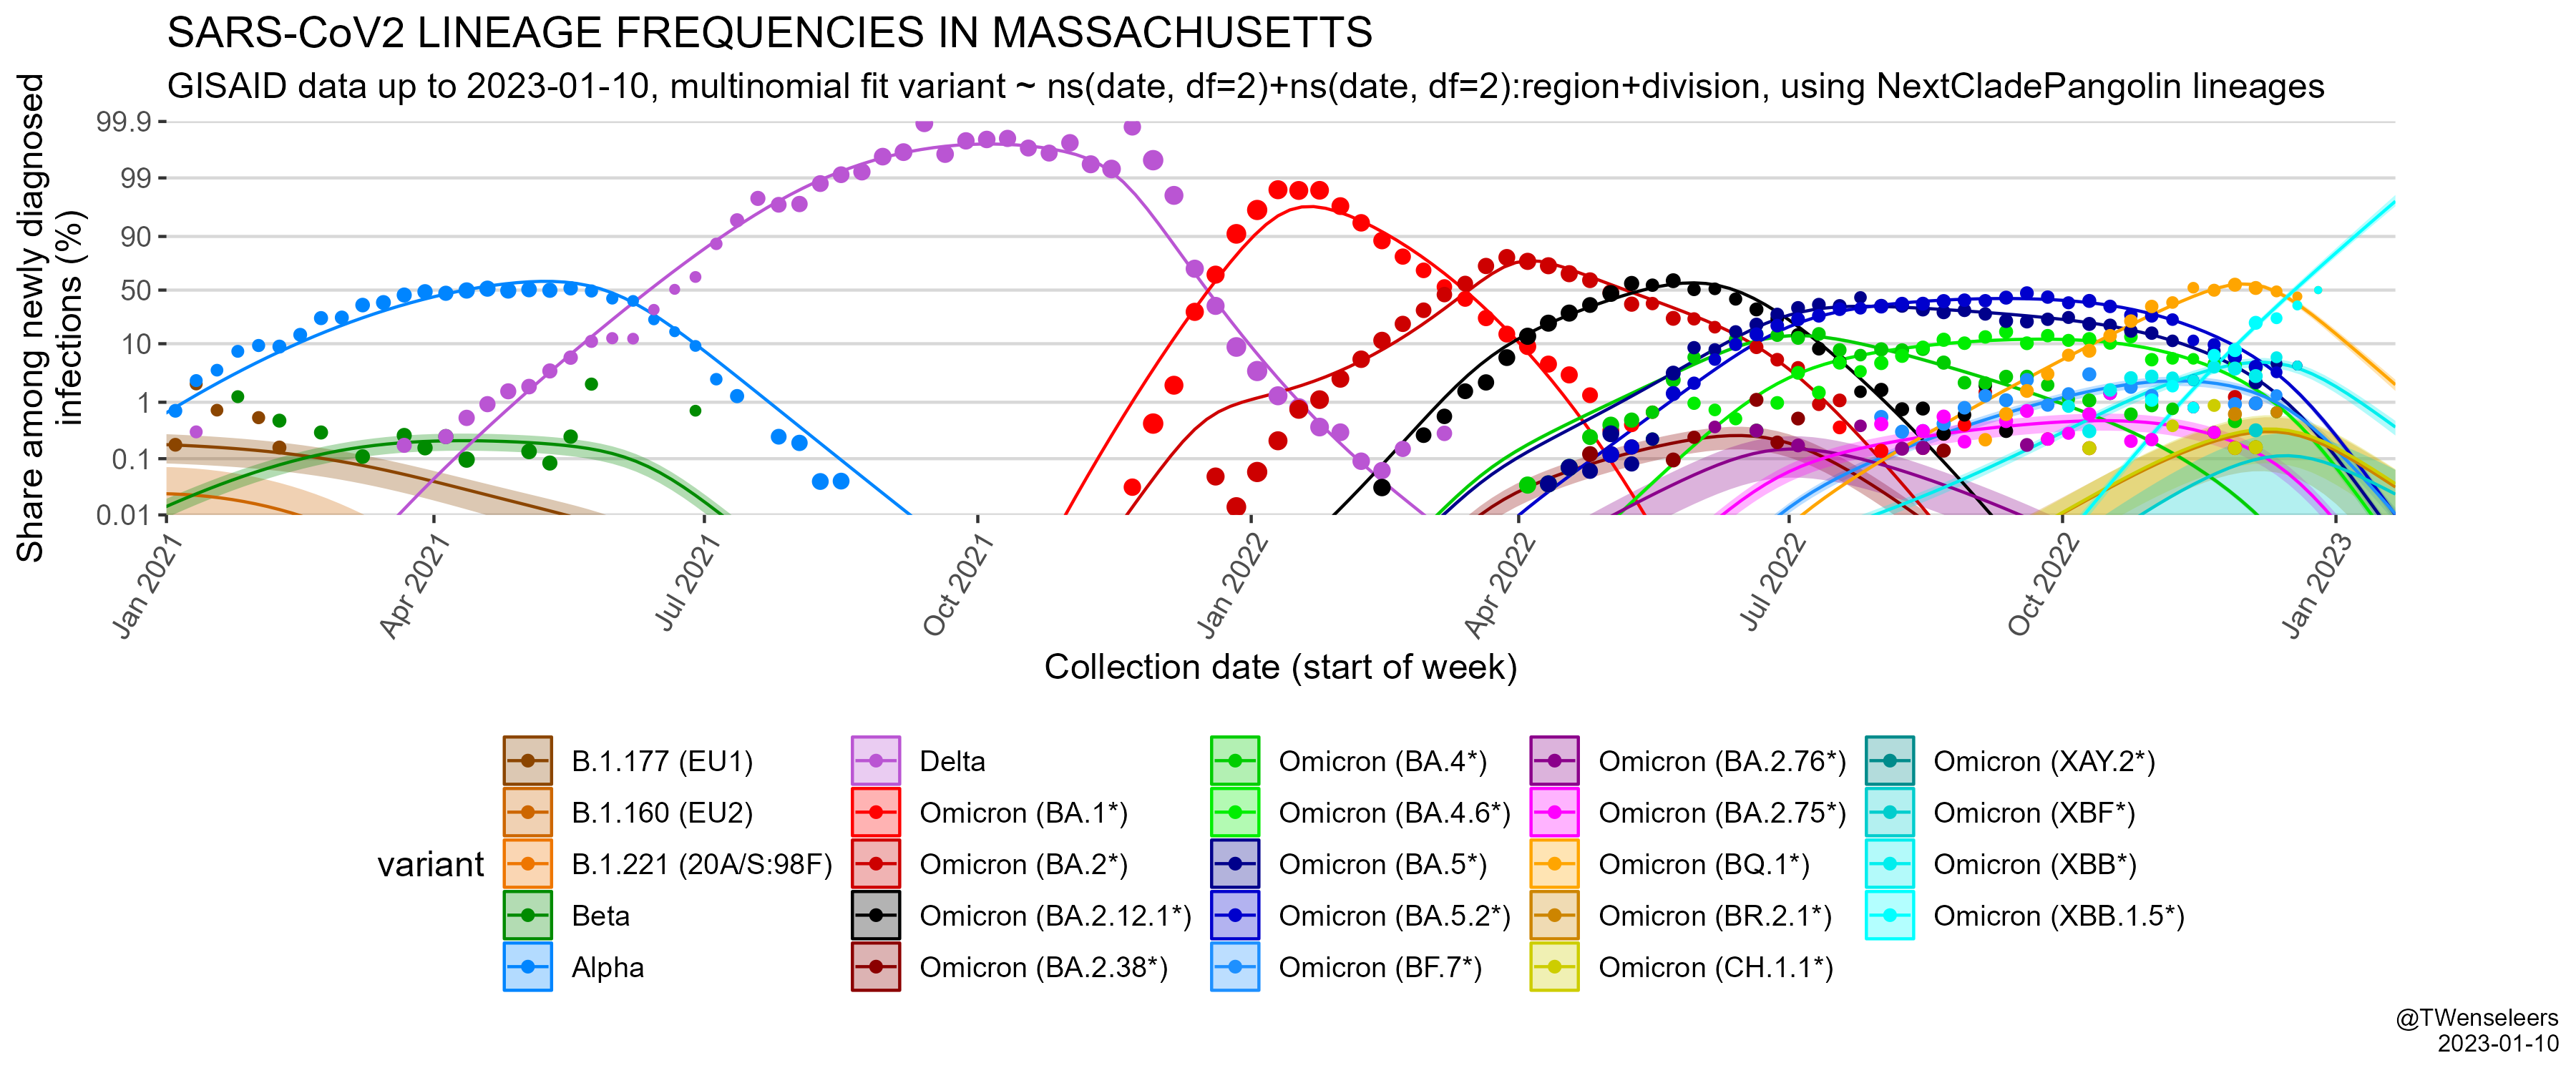 SARS-CoV2 LINEAGE FREQUENCIES IN MASSACHUSETTS
GISAID data up to 2023-01-10, multinomial fit variant ~ ns(date, df=2)+ns(date, df=2):region+division, using NextCladePangolin lineages
Share among newly diagnosed
infections (%)
99.9
99
90
50
10
1
0.1
0.01
Jan 2021
Apr 2021
Jul 2021
Oct 2021
Jan 2022
Apr 2022
Jul 2022
Oct 2022
Jan 2023
Collection date (start of week)
variant
B.1.177 (EU1)
B.1.160 (EU2)
B.1.221 (20A/S:98F)
Beta
Alpha
Delta
Omicron (BA.1*)
Omicron (BA.2*)
Omicron (BA.2.12.1*)
Omicron (BA.2.38*)
Omicron (BA.4*)
Omicron (BA.4.6*)
Omicron (BA.5*)
Omicron (BA.5.2*)
Omicron (BF.7*)
Omicron (BA.2.76*)
Omicron (BA.2.75*)
Omicron (BQ.1*)
Omicron (BR.2.1*)
Omicron (CH.1.1*)
Omicron (XAY.2*)
Omicron (XBF*)
Omicron (XBB*)
Omicron (XBB.1.5*)
@TWenseleers
2023-01-10